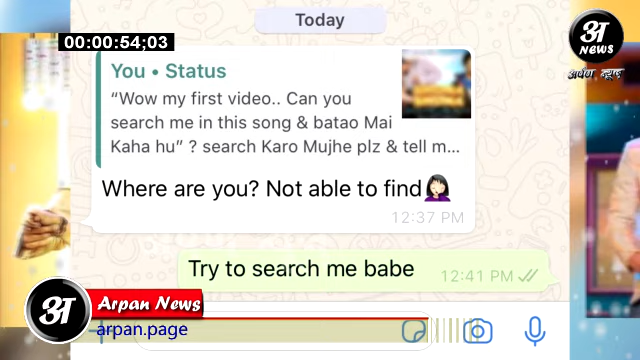 Today
00:00:54;03
अ
NEWS
अर्पण न्यूज़
You • Status
“Wow my first video.. Can you
search me in this song & batao Mai
Kaha hu” ? search Karo Mujhe plz & tell m...
Where are you? Not able to find🤦🏻‍♀️
12:37 PM
Try to search me babe
12:41 PM
अ
Arpan News
arpan.page